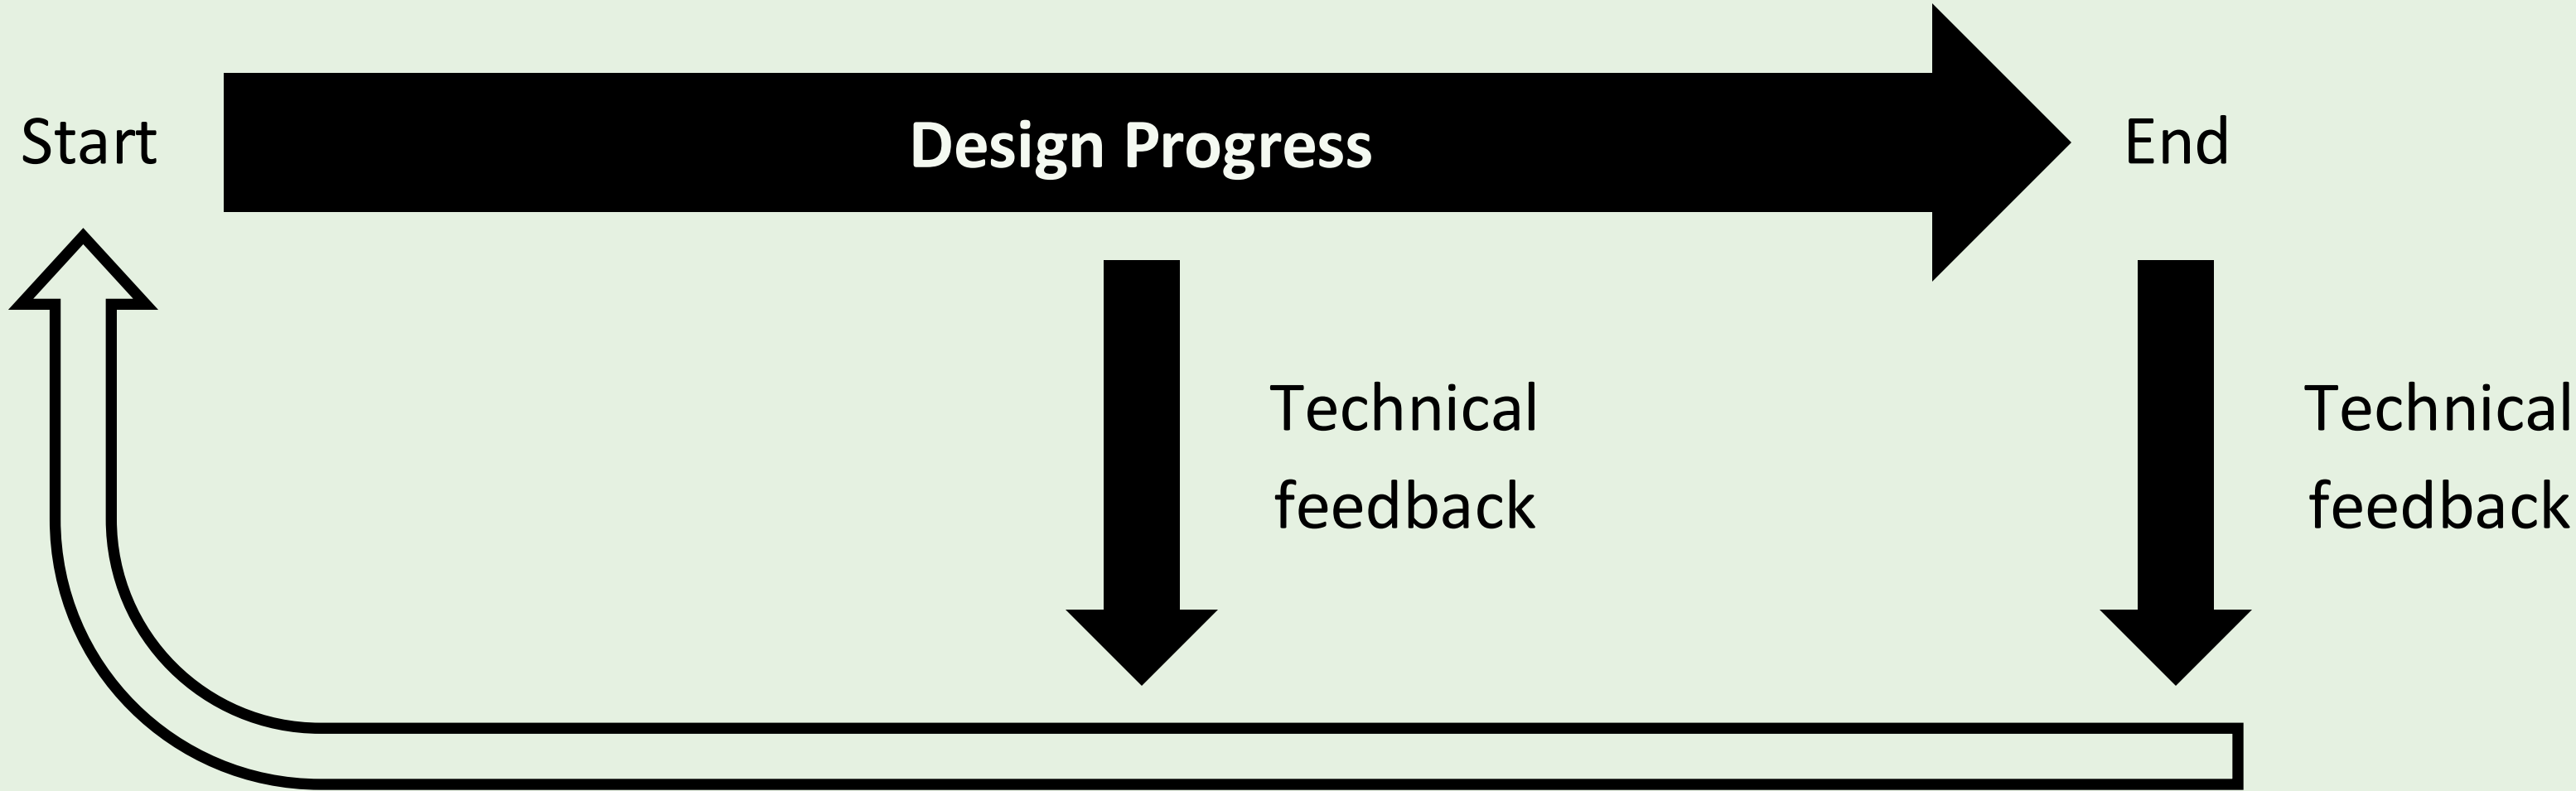 Start
Design Progress
End
Technical
feedback
Technical
feedback